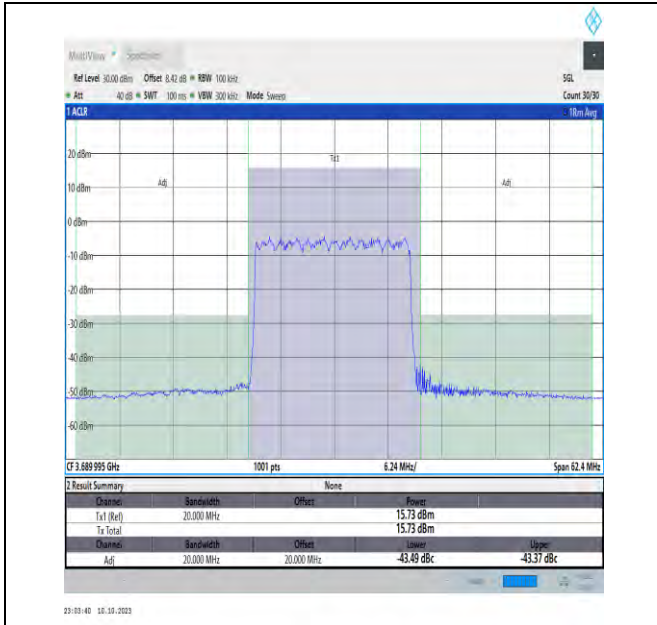 MultiView Spectrum
Ref Level 30.00 dBm Offset 8.42 dB RBW 100 kHz SGL
Att 40 dB SWT 100 ms VBW 300 kHz Mode Sweep Count 30/30
1 ACLR 1Rm Avg
20 dBm
Tx1
Adj Adj
10 dBm
0 dBm
-10 dBm
-20 dBm
-30 dBm
-40 dBm
-50 dBm
-60 dBm
CF 3.689 995 GHz 1001 pts 6.24 MHz/ Span 62.4 MHz
2 Result Summary None
Channel Bandwidth Offset Power
Tx1 (Ref) 20.000 MHz 15.73 dBm
Tx Total 15.73 dBm
Channel Bandwidth Offset Lower Upper
Adj 20.000 MHz 20.000 MHz -43.49 dBc -43.37 dBc
23:03:40 10.10.2023